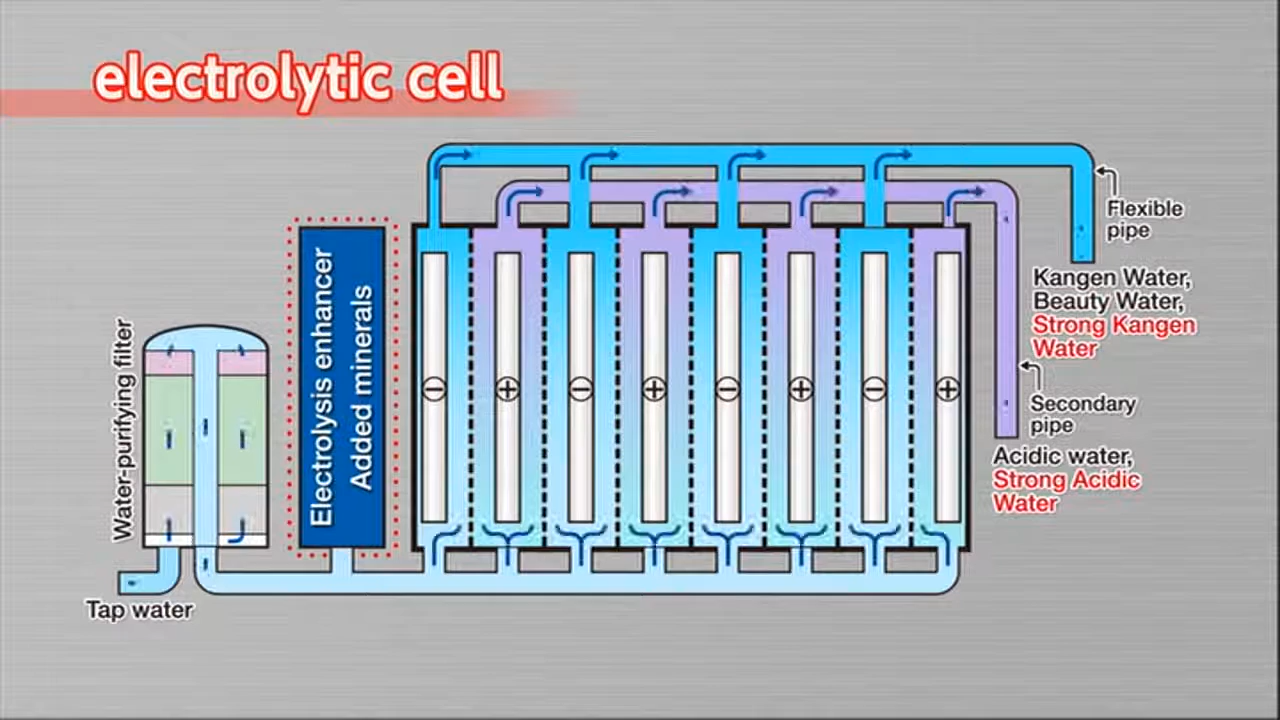 electrolytic cell
Flexible
pipe
Kangen Water,
Beauty Water,
Strong Kangen
Water
Secondary
pipe
Acidic water,
Strong Acidic
Water
Electrolysis enhancer
Added minerals
Water-purifying filter
Tap water
− + − + − + − +